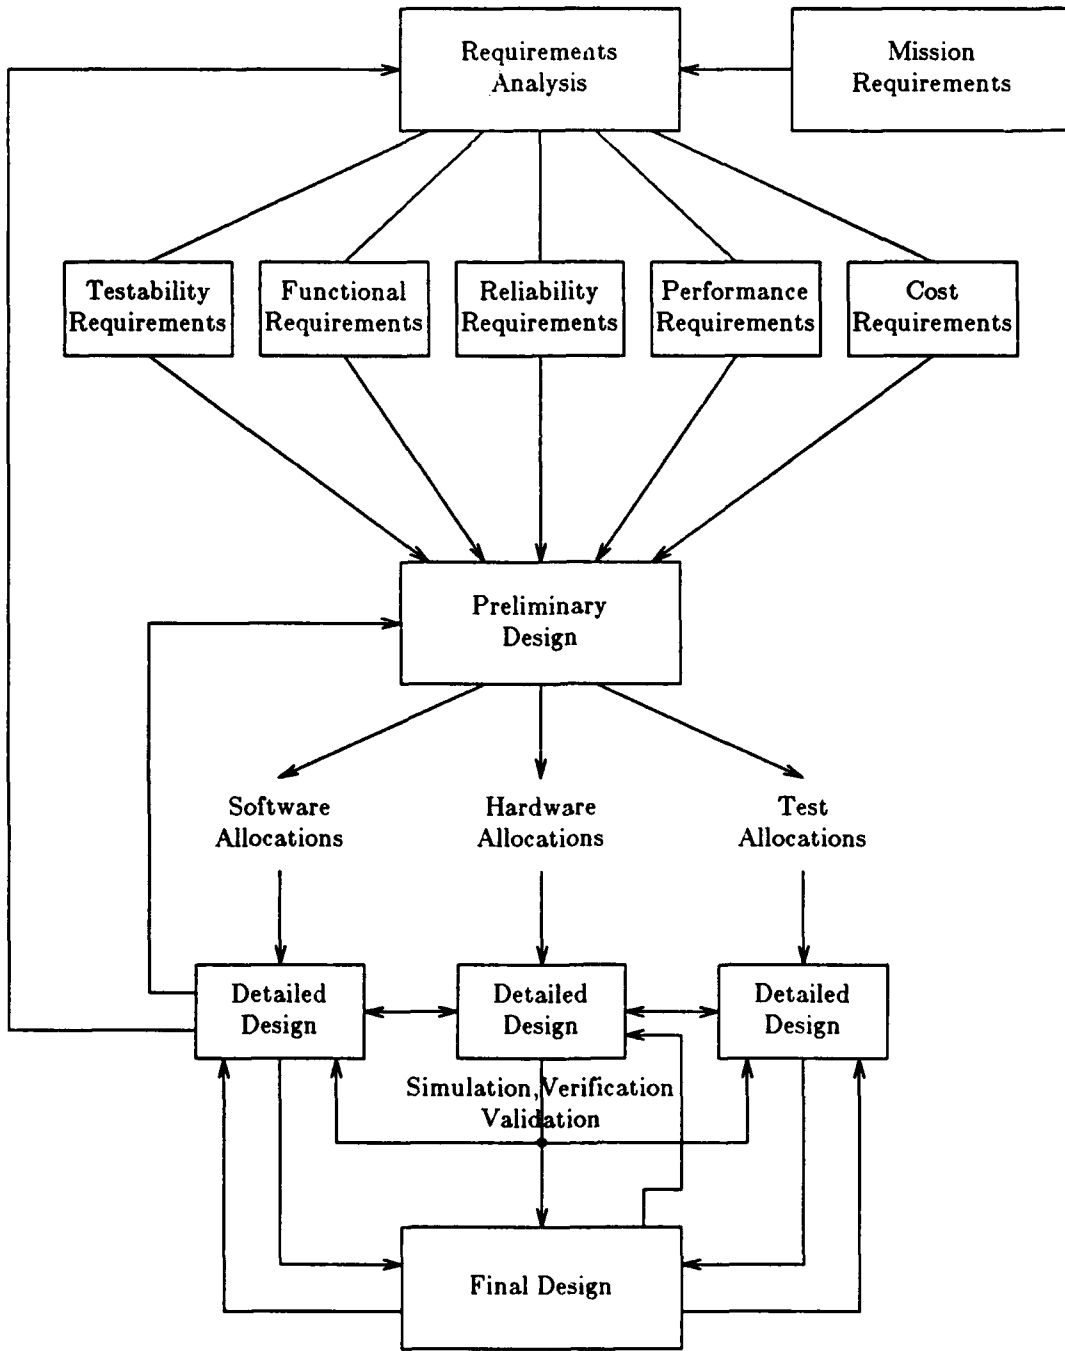 Requirements
Analysis
Mission
Requirements
Testability
Requirements
Functional
Requirements
Reliability
Requirements
Performance
Requirements
Cost
Requirements
Preliminary
Design
Software
Allocations
Hardware
Allocations
Test
Allocations
Detailed
Design
Detailed
Design
Detailed
Design
Simulation, Verification
Validation
Final Design